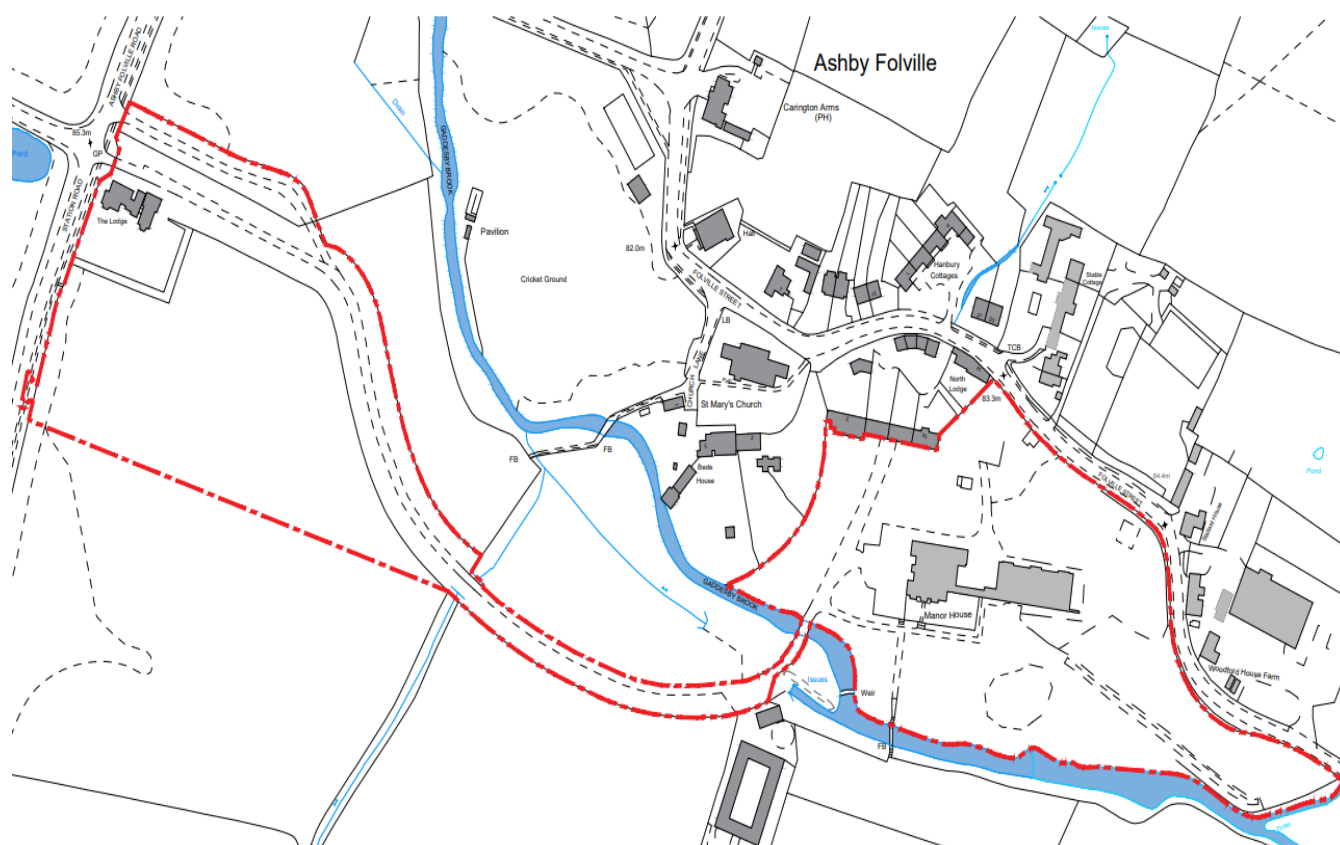 Issues
Ashby Folville
ASHBY FOLVILLE ROAD
Drain
Carington Arms
(PH)
85.3m
GP
Pond
GADDESBY BROOK
STATION ROAD
The Lodge
Pavilion
Hall
82.0m
Cricket Ground
FOLVILLE STREET
Hanbury
Cottages
Stable
Cottage
LB
TCB
CHURCH LANE
Path
North
Lodge
St Mary's Church
83.3m
FB
FB
Bede
House
84.4m
FOLVILLE STREET
Pond
GADDESBY BROOK
Manor House
Woodford House Farm
Issues
Weir
FB